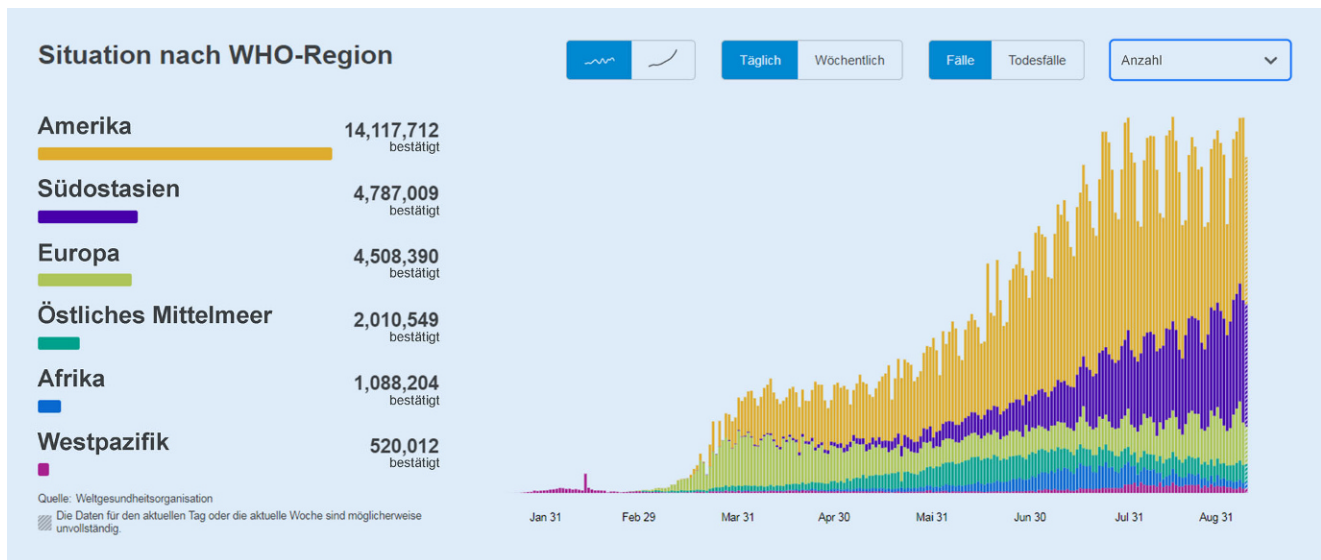 Situation nach WHO-Region
Täglich
Wöchentlich
Fälle
Todesfälle
Anzahl
Amerika
14,117,712
bestätigt
Südostasien
4,787,009
bestätigt
Europa
4,508,390
bestätigt
Östliches Mittelmeer
2,010,549
bestätigt
Afrika
1,088,204
bestätigt
Westpazifik
520,012
bestätigt
Quelle: Weltgesundheitsorganisation
Die Daten für den aktuellen Tag oder die aktuelle Woche sind möglicherweise
unvollständig.
Jan 31
Feb 29
Mar 31
Apr 30
Mai 31
Jun 30
Jul 31
Aug 31